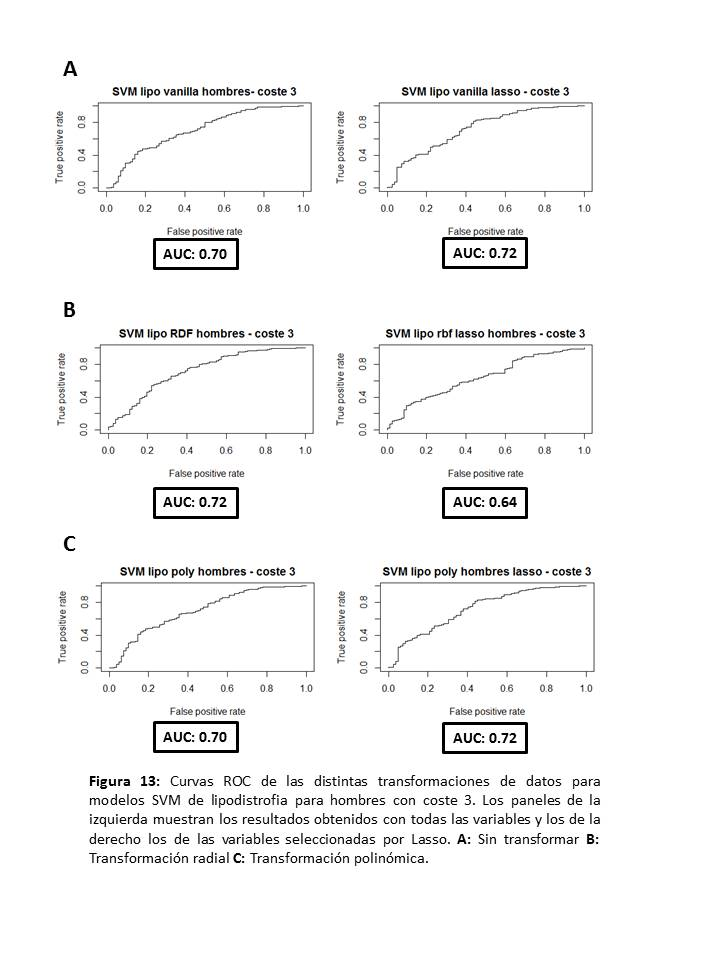 A
SVM lipo vanilla hombres- coste 3
True positive rate
0.0 0.4 0.8
0.0 0.2 0.4 0.6 0.8 1.0
False positive rate
AUC: 0.70
SVM lipo vanilla lasso - coste 3
True positive rate
0.0 0.4 0.8
0.0 0.2 0.4 0.6 0.8 1.0
False positive rate
AUC: 0.72
B
SVM lipo RDF hombres - coste 3
True positive rate
0.0 0.4 0.8
0.0 0.2 0.4 0.6 0.8 1.0
False positive rate
AUC: 0.72
SVM lipo rbf lasso hombres - coste 3
True positive rate
0.0 0.4 0.8
0.0 0.2 0.4 0.6 0.8 1.0
False positive rate
AUC: 0.64
C
SVM lipo poly hombres - coste 3
True positive rate
0.0 0.4 0.8
0.0 0.2 0.4 0.6 0.8 1.0
False positive rate
AUC: 0.70
SVM lipo poly hombres lasso - coste 3
True positive rate
0.0 0.4 0.8
0.0 0.2 0.4 0.6 0.8 1.0
False positive rate
AUC: 0.72
Figura 13: Curvas ROC de las distintas transformaciones de datos para
modelos SVM de lipodistrofia para hombres con coste 3. Los paneles de la
izquierda muestran los resultados obtenidos con todas las variables y los de la
derecho los de las variables seleccionadas por Lasso. A: Sin transformar B:
Transformación radial C: Transformación polinómica.